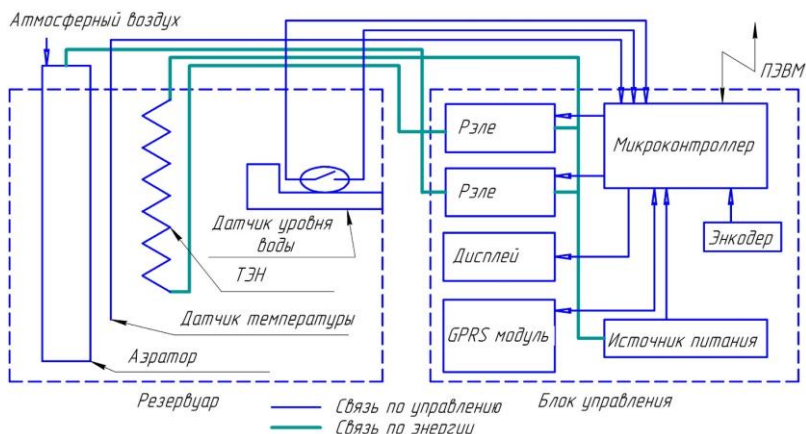 Атмосферный воздух
ПЭВМ
Рэле
Микроконтроллер
Рэле
Датчик уровня
воды
Энкодер
Дисплей
ТЭН
Датчик температуры
GPRS модуль
Источник питания
Аэратор
Резервуар
Связь по управлению
Блок управления
Связь по энергии